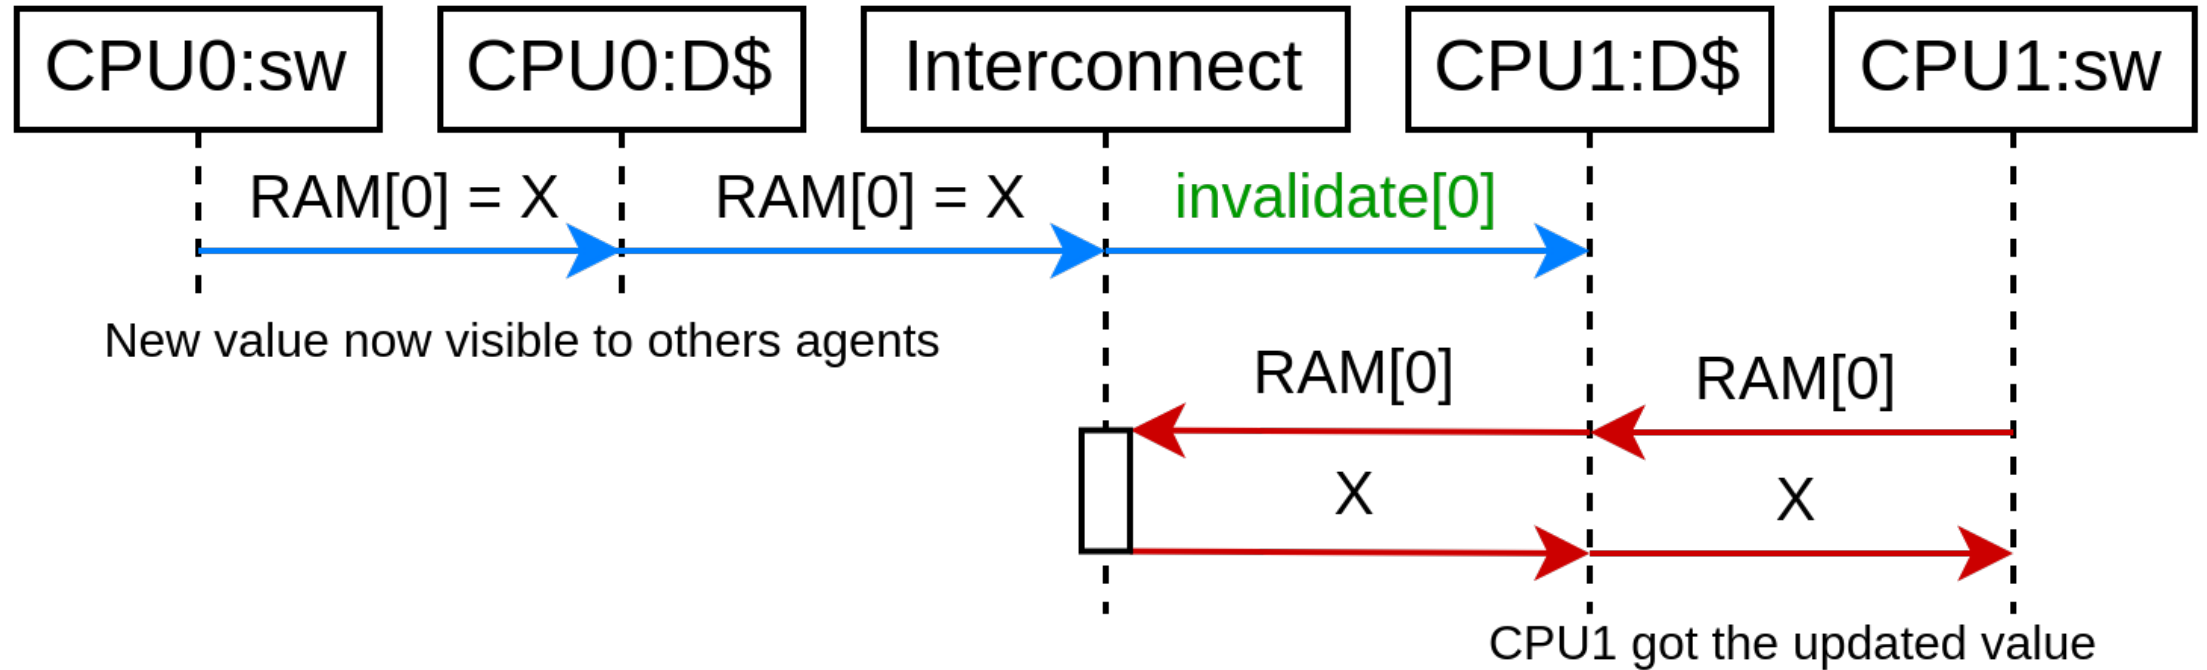 CPU0:sw
CPU0:D$
Interconnect
CPU1:D$
CPU1:sw
RAM[0] = X
RAM[0] = X
invalidate[0]
New value now visible to others agents
RAM[0]
RAM[0]
X
X
CPU1 got the updated value